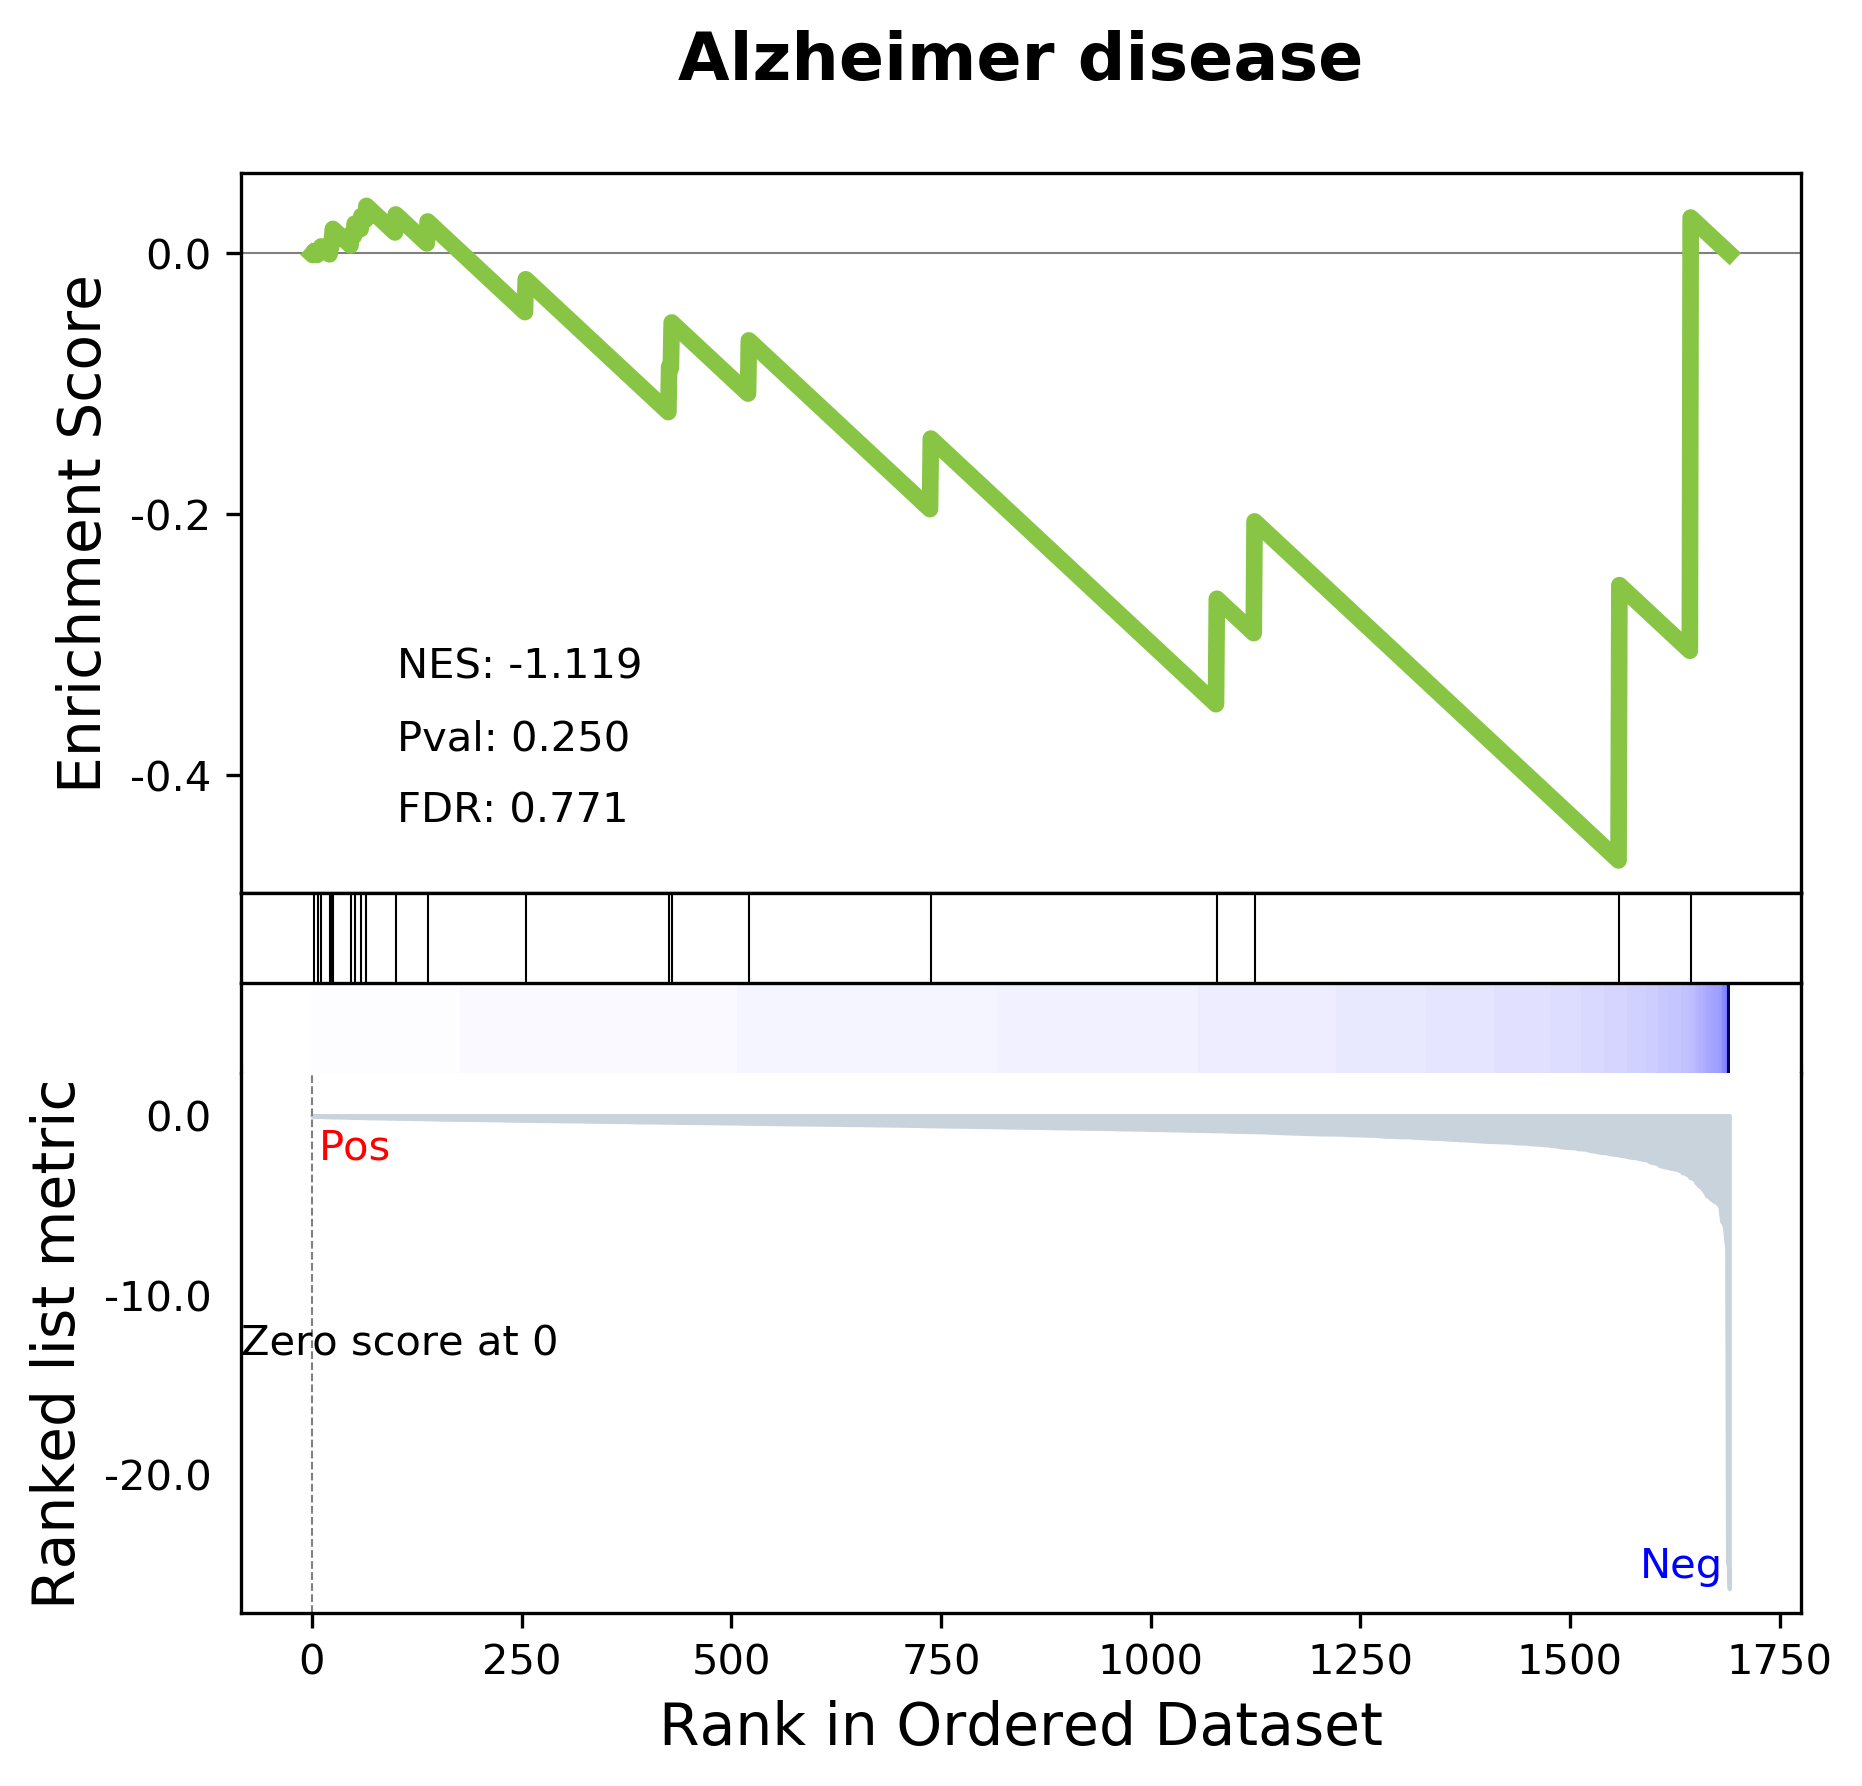 Alzheimer disease
Enrichment Score
0.0
-0.2
-0.4
NES: -1.119
Pval: 0.250
FDR: 0.771
Ranked list metric
0.0
-10.0
-20.0
Pos
Zero score at 0
Neg
0 250 500 750 1000 1250 1500 1750
Rank in Ordered Dataset